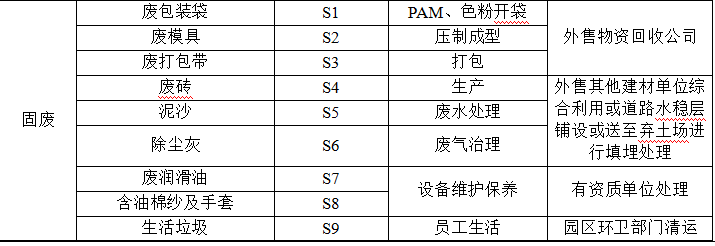 固废
废包装袋 S1 PAM、色粉开袋 外售物资回收公司
废模具 S2 压制成型
废打包带 S3 打包
废砖 S4 生产 外售其他建材单位综
合利用或道路水稳层
铺设或送至弃土场进
行填埋处理
泥沙 S5 废水处理
除尘灰 S6 废气治理
废润滑油 S7 设备维护保养 有资质单位处理
含油棉纱及手套 S8
生活垃圾 S9 员工生活 园区环卫部门清运